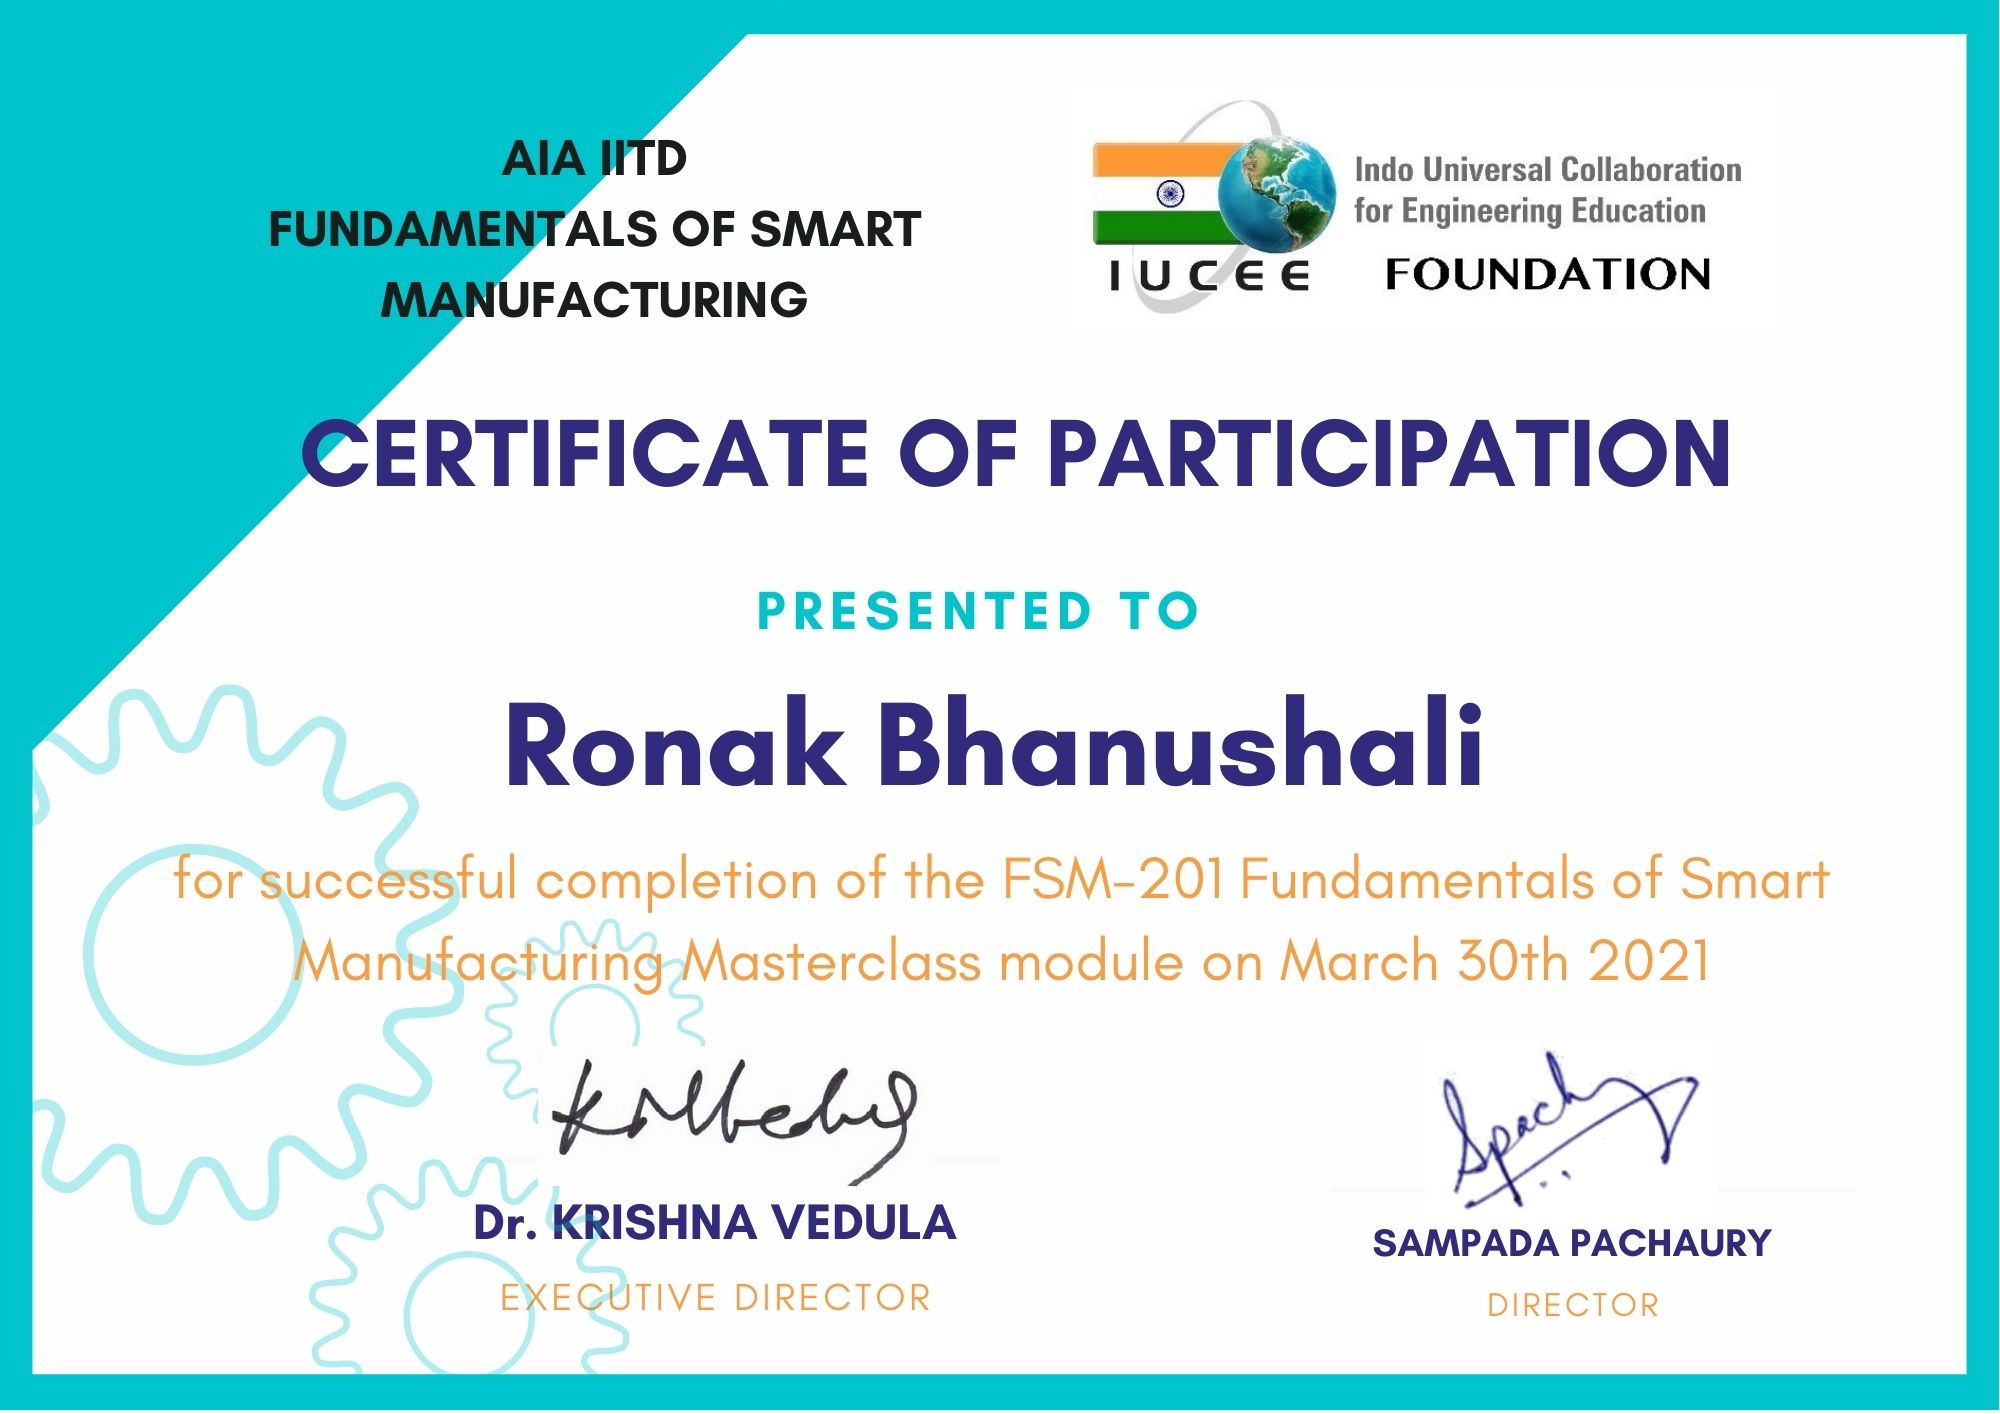 AIA IITD
FUNDAMENTALS OF SMART
MANUFACTURING
Indo Universal Collaboration
for Engineering Education
IUCEE FOUNDATION
CERTIFICATE OF PARTICIPATION
PRESENTED TO
Ronak Bhanushali
for successful completion of the FSM-201 Fundamentals of Smart
Manufacturing Masterclass module on March 30th 2021
Dr. KRISHNA VEDULA
EXECUTIVE DIRECTOR
Spach
SAMPADA PACHAURY
DIRECTOR